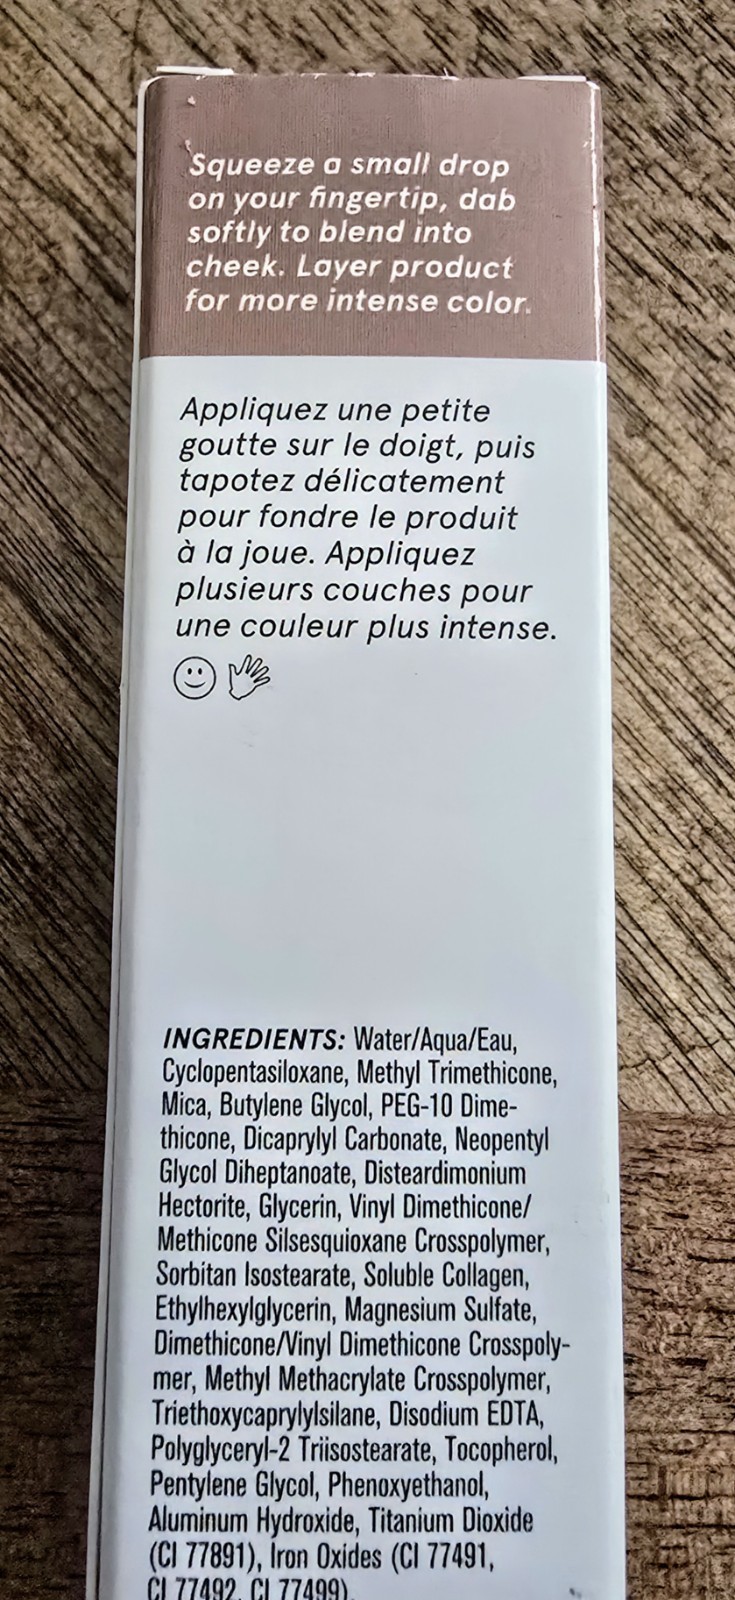 Squeeze a small drop
on your fingertip, dab
softly to blend into
cheek. Layer product
for more intense color.
Appliquez une petite
goutte sur le doigt, puis
tapotez délicatement
pour fondre le produit
à la joue. Appliquez
plusieurs couches pour
une couleur plus intense.
INGREDIENTS: Water/Aqua/Eau,
Cyclopentasiloxane, Methyl Trimethicone,
Mica, Butylene Glycol, PEG-10 Dime-
thicone, Dicaprylyl Carbonate, Neopentyl
Glycol Diheptanoate, Disteardimonium
Hectorite, Glycerin, Vinyl Dimethicone/
Methicone Silsesquioxane Crosspolymer,
Sorbitan Isostearate, Soluble Collagen,
Ethylhexylglycerin, Magnesium Sulfate,
Dimethicone/Vinyl Dimethicone Crosspoly-
mer, Methyl Methacrylate Crosspolymer,
Triethoxycaprylylsilane, Disodium EDTA,
Polyglyceryl-2 Triisostearate, Tocopherol,
Pentylene Glycol, Phenoxyethanol,
Aluminum Hydroxide, Titanium Dioxide
(CI 77891), Iron Oxides (CI 77491,
CI 77492, CI 77499).